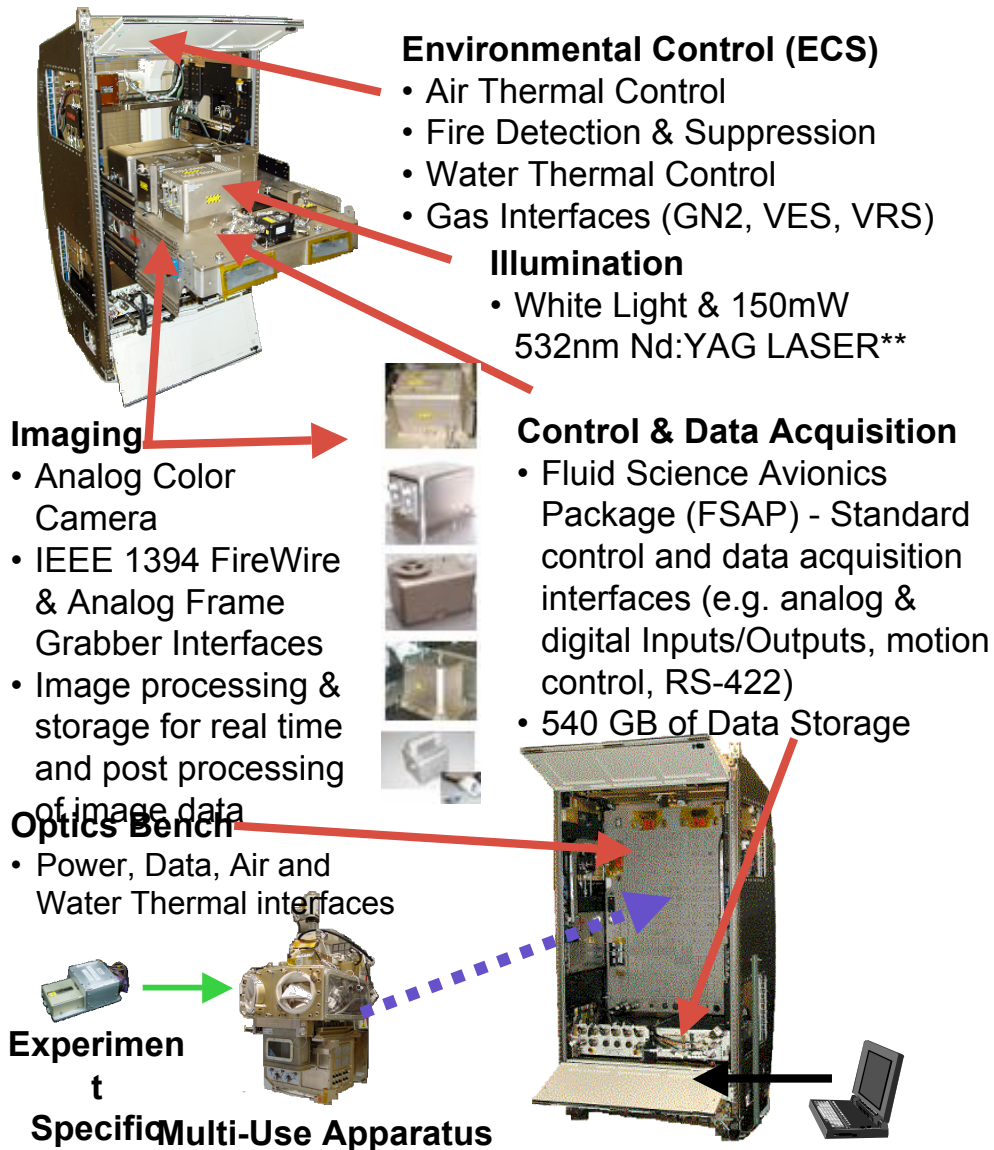 Environmental Control (ECS)
• Air Thermal Control
• Fire Detection & Suppression
• Water Thermal Control
• Gas Interfaces (GN2, VES, VRS)
Illumination
• White Light & 150mW
532nm Nd:YAG LASER**
Imaging
• Analog Color
Camera
• IEEE 1394 FireWire
& Analog Frame
Grabber Interfaces
• Image processing &
storage for real time
and post processing
of image data
Control & Data Acquisition
• Fluid Science Avionics
Package (FSAP) - Standard
control and data acquisition
interfaces (e.g. analog &
digital Inputs/Outputs, motion
control, RS-422)
• 540 GB of Data Storage
Optics Bench
• Power, Data, Air and
Water Thermal interfaces
Experimen
t
Specific
Multi-Use Apparatus